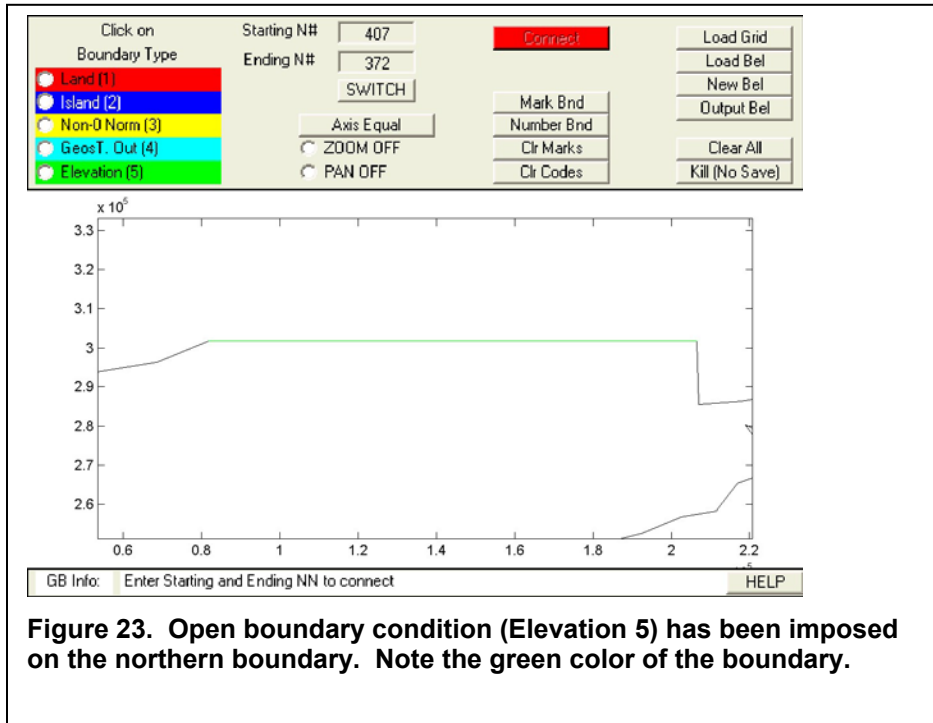 Click on
Boundary Type
Land (1)
Island (2)
Non-0 Norm (3)
GeosT. Out (4)
Elevation (5)
Starting N# 407
Ending N# 372
SWITCH
Axis Equal
ZOOM OFF
PAN OFF
Connect
Mark Bnd
Number Bnd
Clr Marks
Clr Codes
Load Grid
Load Bel
New Bel
Output Bel
Clear All
Kill (No Save)
x 10^5
3.3
3.2
3.1
3
2.9
2.8
2.7
2.6
0.6 0.8 1 1.2 1.4 1.6 1.8 2 2.2
GB Info: Enter Starting and Ending NN to connect HELP
Figure 23. Open boundary condition (Elevation 5) has been imposed
on the northern boundary. Note the green color of the boundary.